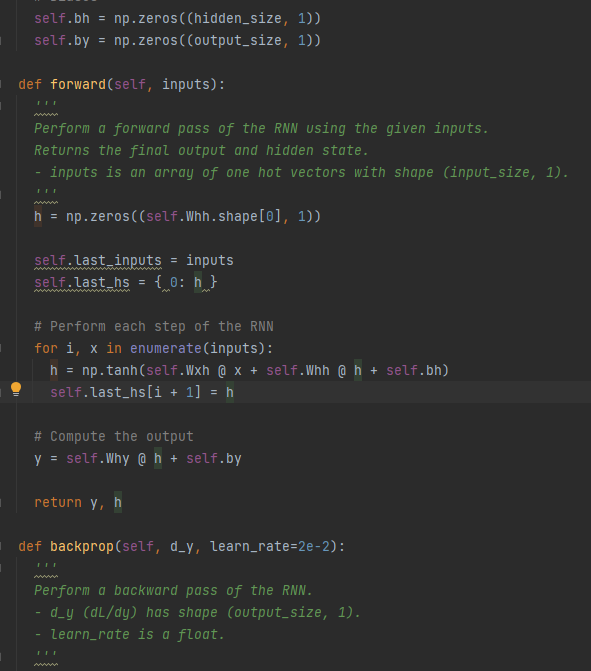 self.bh = np.zeros((hidden_size, 1))
self.by = np.zeros((output_size, 1))
def forward(self, inputs):
'''
Perform a forward pass of the RNN using the given inputs.
Returns the final output and hidden state.
- inputs is an array of one hot vectors with shape (input_size, 1).
'''
h = np.zeros((self.Whh.shape[0], 1))
self.last_inputs = inputs
self.last_hs = { 0: h }
# Perform each step of the RNN
for i, x in enumerate(inputs):
h = np.tanh(self.Wxh @ x + self.Whh @ h + self.bh)
self.last_hs[i + 1] = h
# Compute the output
y = self.Why @ h + self.by
return y, h
def backprop(self, d_y, learn_rate=2e-2):
'''
Perform a backward pass of the RNN.
- d_y (dL/dy) has shape (output_size, 1).
- learn_rate is a float.
'''